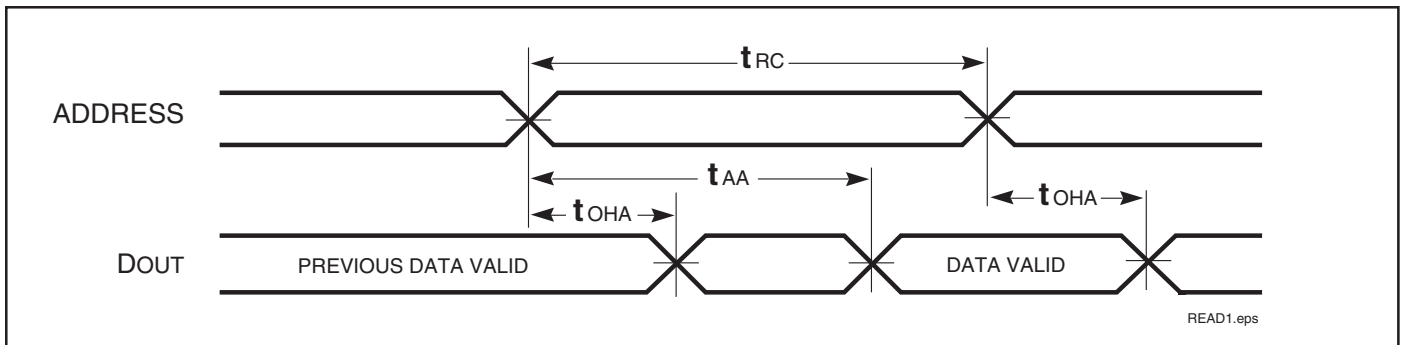 tRC
ADDRESS
tAA
tOHA
tOHA
DOUT
PREVIOUS DATA VALID
DATA VALID
READ1.eps